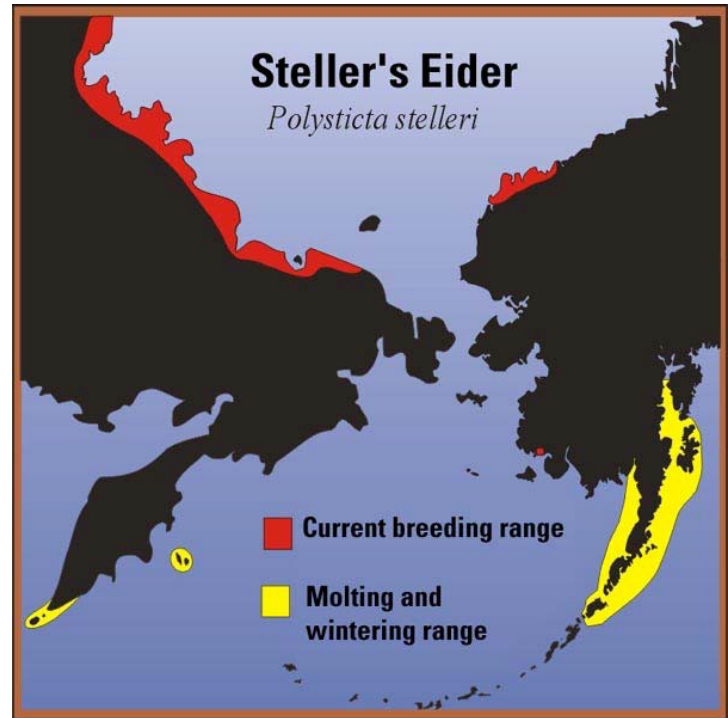 Steller's Eider
Polysticta stelleri
Current breeding range
Molting and
wintering range